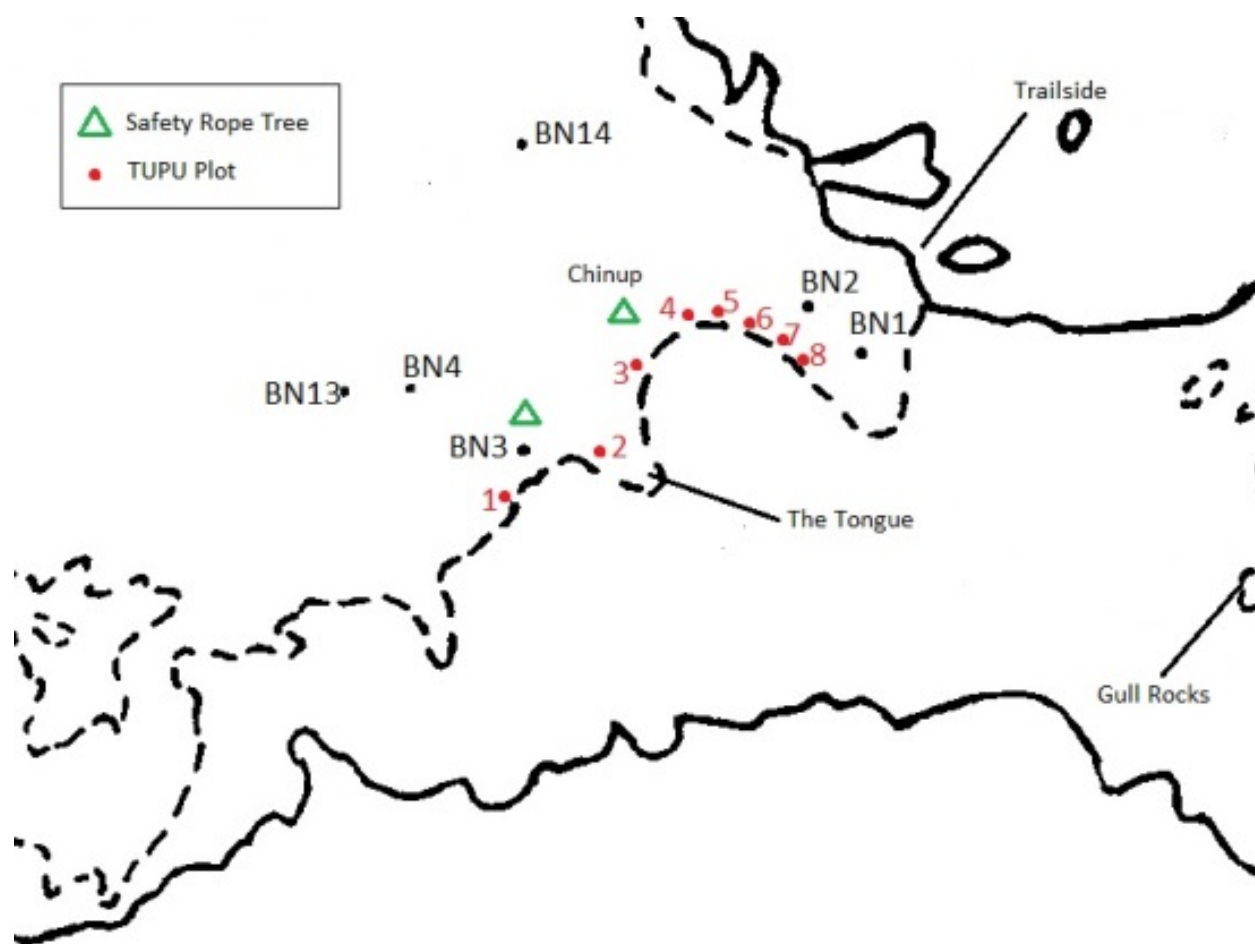 Safety Rope Tree
TUPU Plot
BN14
Trailside
Chinup
BN2
4
5
6
7
BN1
8
3
BN4
BN13
BN3
2
1
The Tongue
Gull Rocks